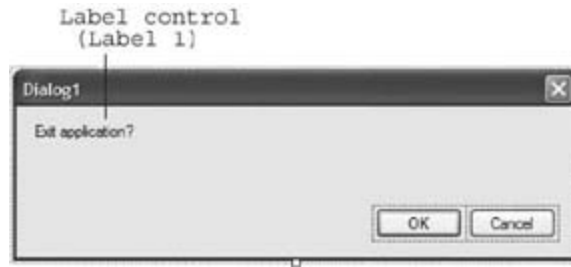 Label control
(Label 1)
Dialog1
Exit application?
OK
Cancel